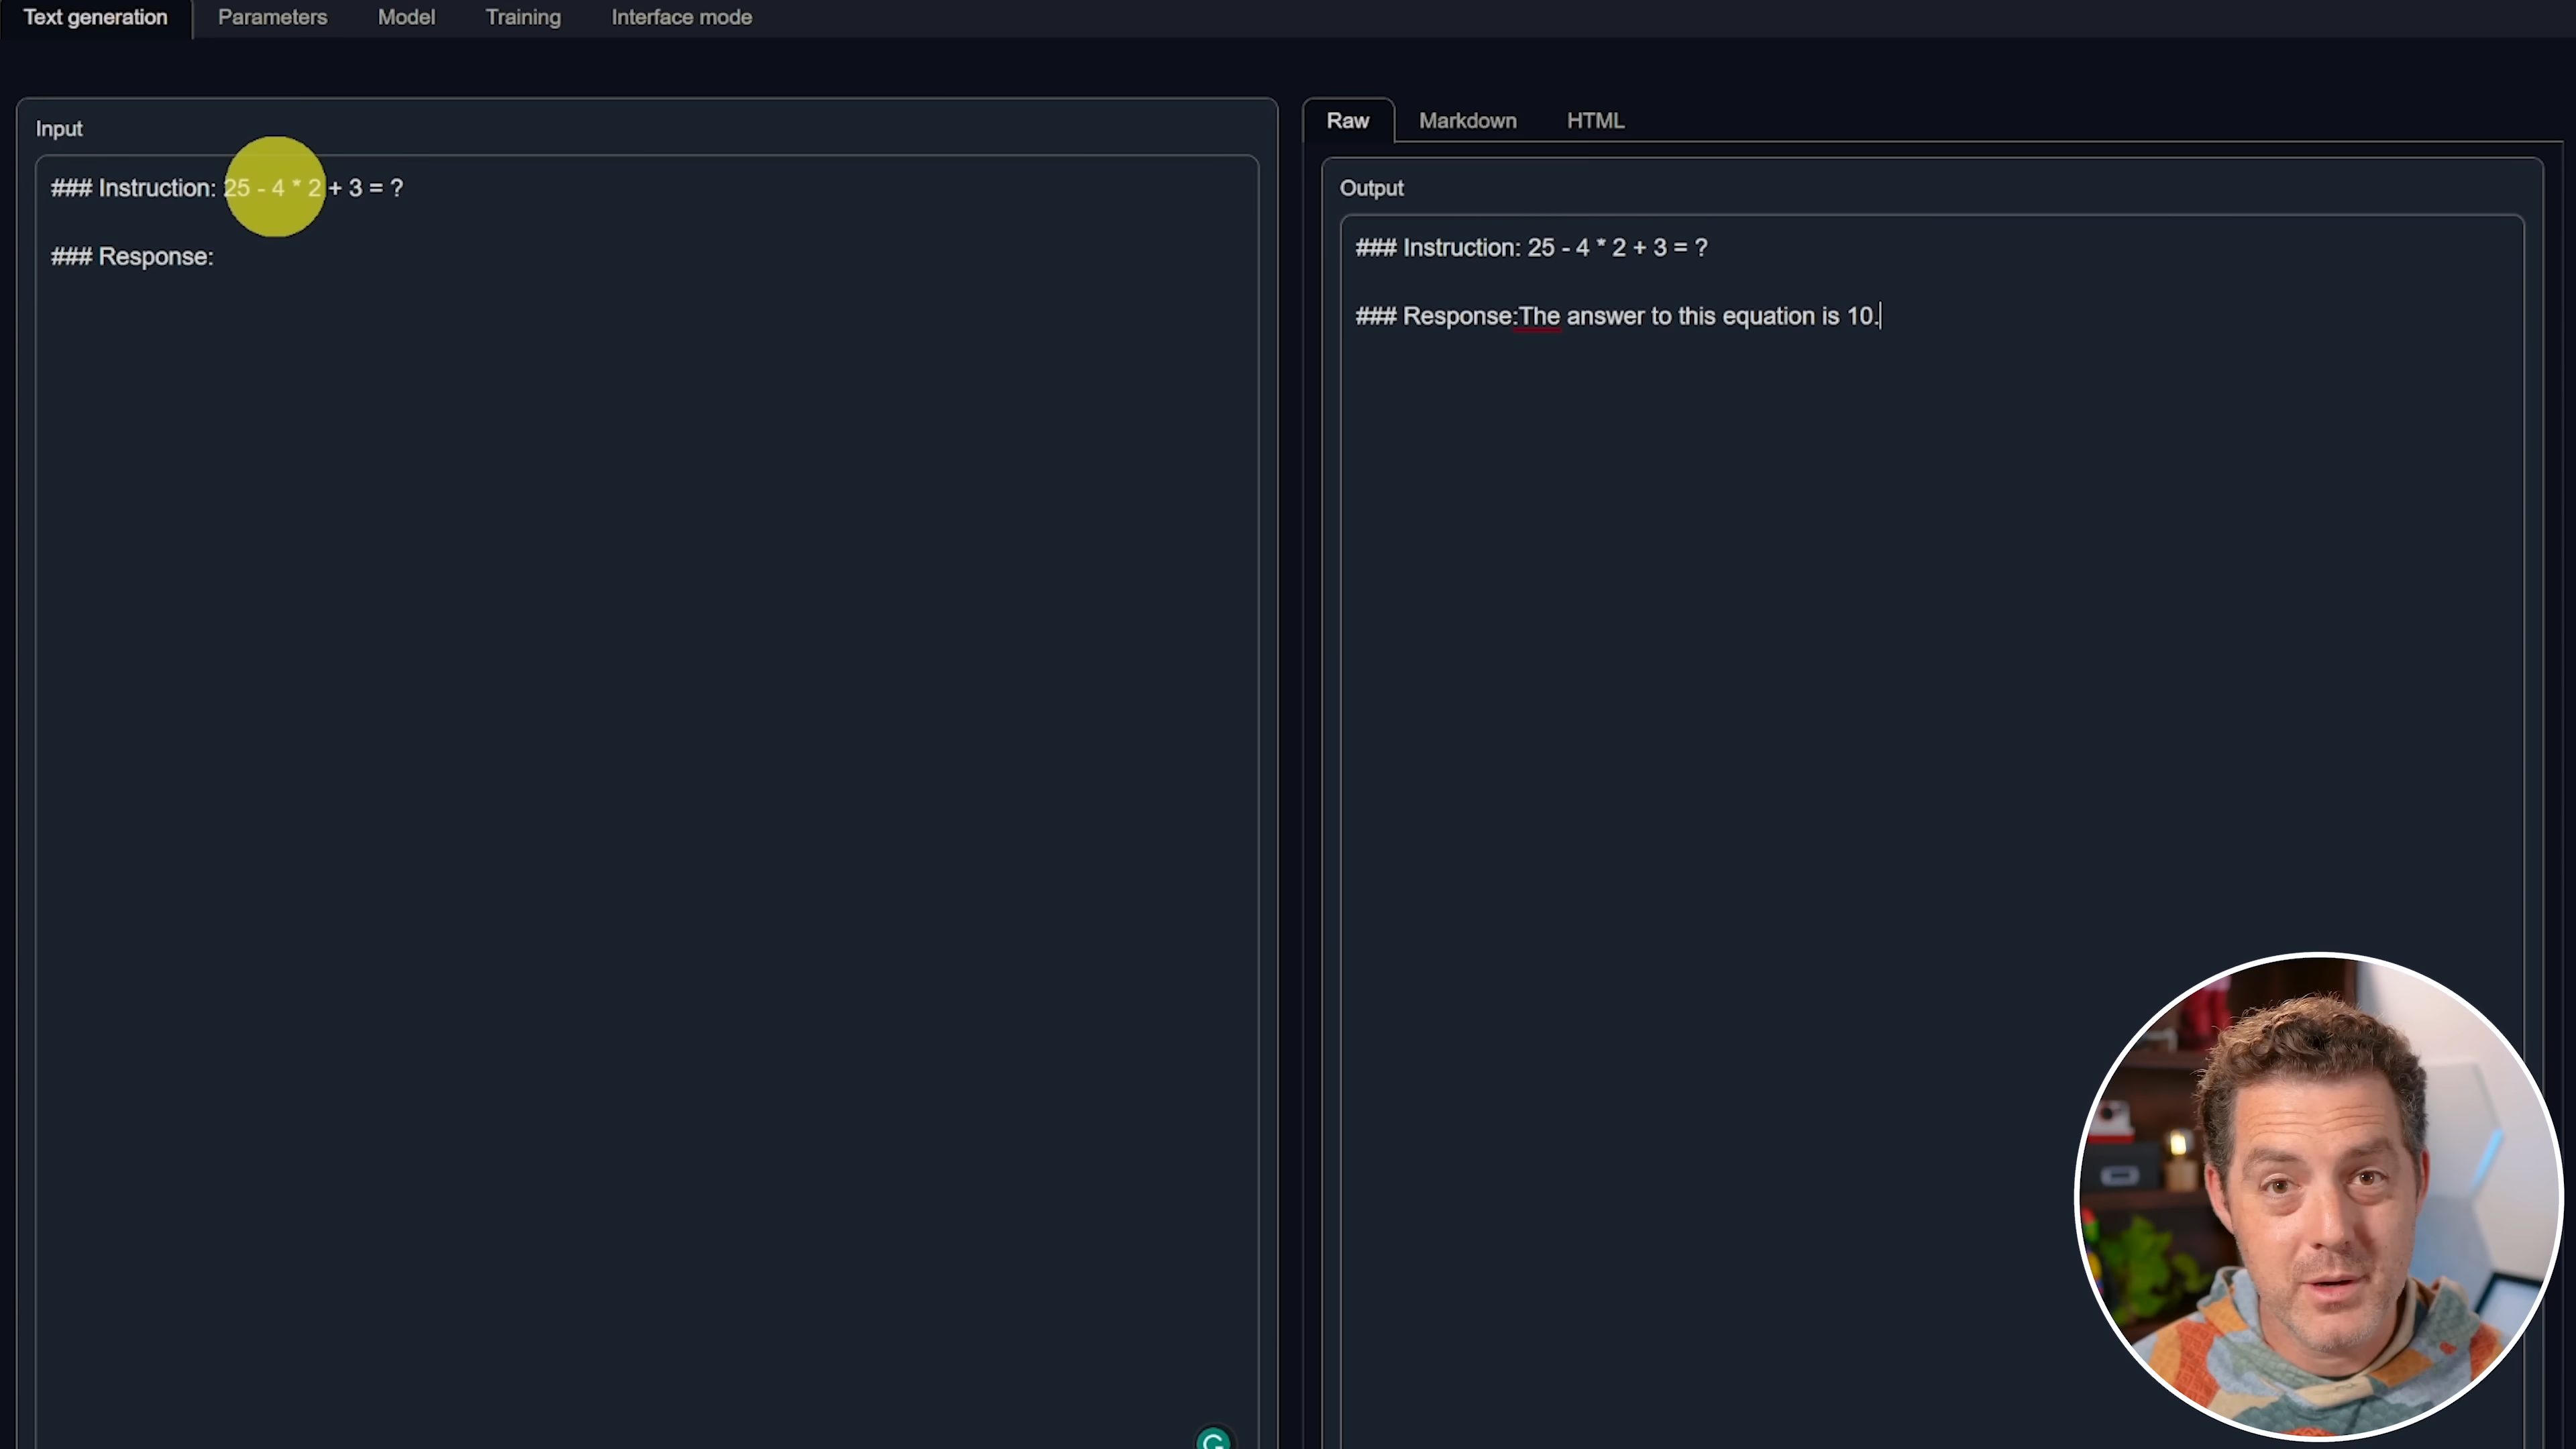 Text generation Parameters Model Training Interface mode
Input
### Instruction: 25 - 4 * 2 + 3 = ?
### Response:
Raw Markdown HTML
Output
### Instruction: 25 - 4 * 2 + 3 = ?
### Response:The answer to this equation is 10.